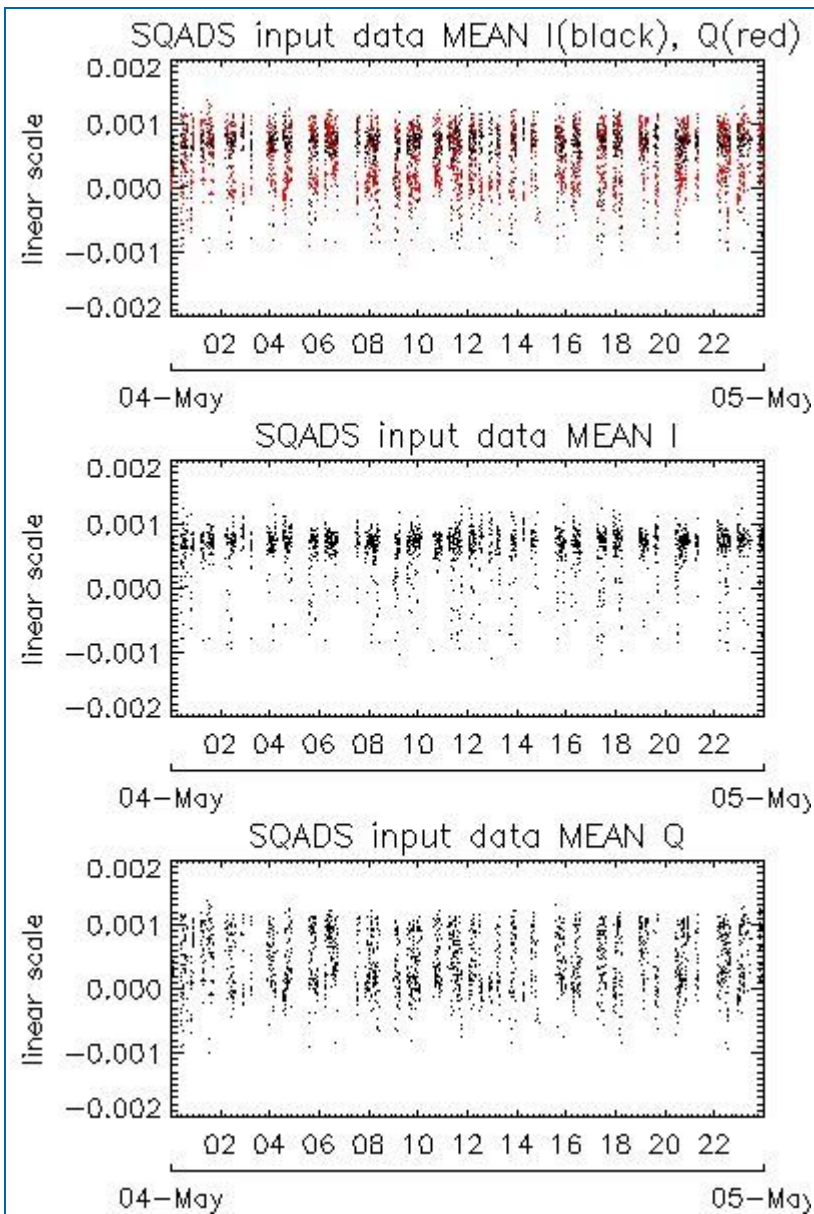 SQADS input data MEAN I(black), Q(red)
0.002
0.001
0.000
-0.001
-0.002
linear scale
02 04 06 08 10 12 14 16 18 20 22
04-May 05-May
SQADS input data MEAN I
0.002
0.001
0.000
-0.001
-0.002
linear scale
02 04 06 08 10 12 14 16 18 20 22
04-May 05-May
SQADS input data MEAN Q
0.002
0.001
0.000
-0.001
-0.002
linear scale
02 04 06 08 10 12 14 16 18 20 22
04-May 05-May